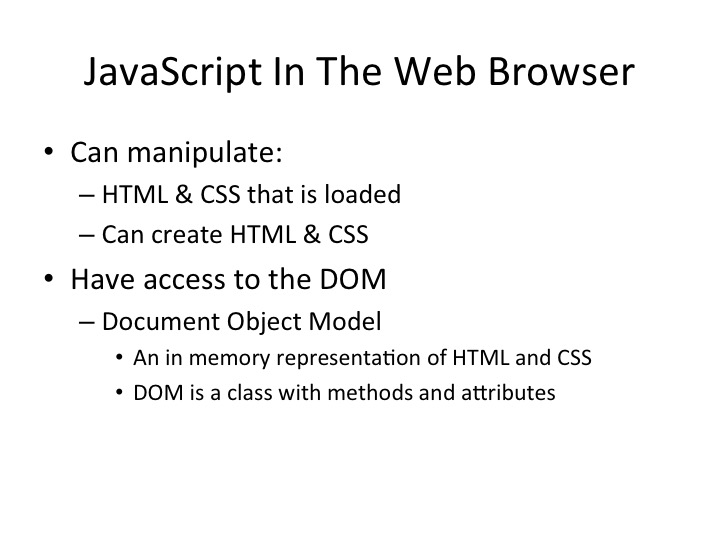 JavaScript In The Web Browser
• Can manipulate:
– HTML & CSS that is loaded
– Can create HTML & CSS
• Have access to the DOM
– Document Object Model
• An in memory representation of HTML and CSS
• DOM is a class with methods and attributes